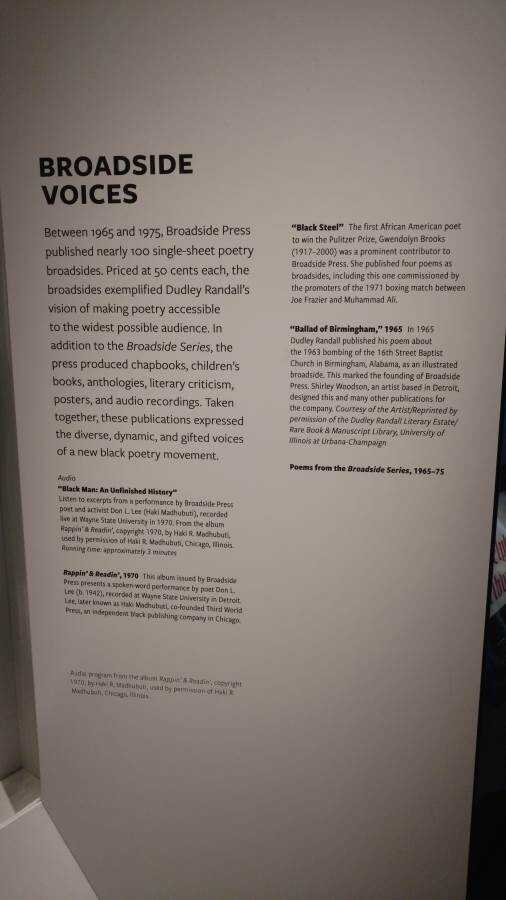 BROADSIDE
VOICES
Between 1965 and 1975, Broadside Press
published nearly 100 single-sheet poetry
broadsides. Priced at 50 cents each, the
broadsides exemplified Dudley Randall's
vision of making poetry accessible
to the widest possible audience. In
addition to the Broadside Series, the
press produced chapbooks, children's
books, anthologies, literary criticism,
posters, and audio recordings. Taken
together, these publications expressed
the diverse, dynamic, and gifted voices
of a new black poetry movement.
Audio
"Black Man: An Unfinished History"
Listen to excerpts from a performance by Broadside Press
poet and activist Don L. Lee (Haki Madhubuti), recorded
live at Wayne State University in 1970. From the album
Rappin' & Readin', copyright 1970, by Haki R. Madhubuti,
used by permission of Haki R. Madhubuti, Chicago, Illinois.
Running time: approximately 3 minutes
Rappin' & Readin', 1970 This album issued by Broadside
Press presents a spoken-word performance by poet Don L.
Lee (b. 1942), recorded at Wayne State University in Detroit.
Lee, later known as Haki Madhubuti, co-founded Third World
Press, an independent black publishing company in Chicago.
Audio program from the album Rappin' & Readin', copyright
1970, by Haki R. Madhubuti, used by permission of Haki R.
Madhubuti, Chicago, Illinois.
"Black Steel" The first African American poet
to win the Pulitzer Prize, Gwendolyn Brooks
(1917–2000) was a prominent contributor to
Broadside Press. She published four poems as
broadsides, including this one commissioned by
the promoters of the 1971 boxing match between
Joe Frazier and Muhammad Ali.
"Ballad of Birmingham," 1965 In 1965
Dudley Randall published his poem about
the 1963 bombing of the 16th Street Baptist
Church in Birmingham, Alabama, as an illustrated
broadside. This marked the founding of Broadside
Press. Shirley Woodson, an artist based in Detroit,
designed this and many other publications for
the company. Courtesy of the Artist/Reprinted by
permission of the Dudley Randall Literary Estate/
Rare Book & Manuscript Library, University of
Illinois at Urbana-Champaign
Poems from the Broadside Series, 1965–75